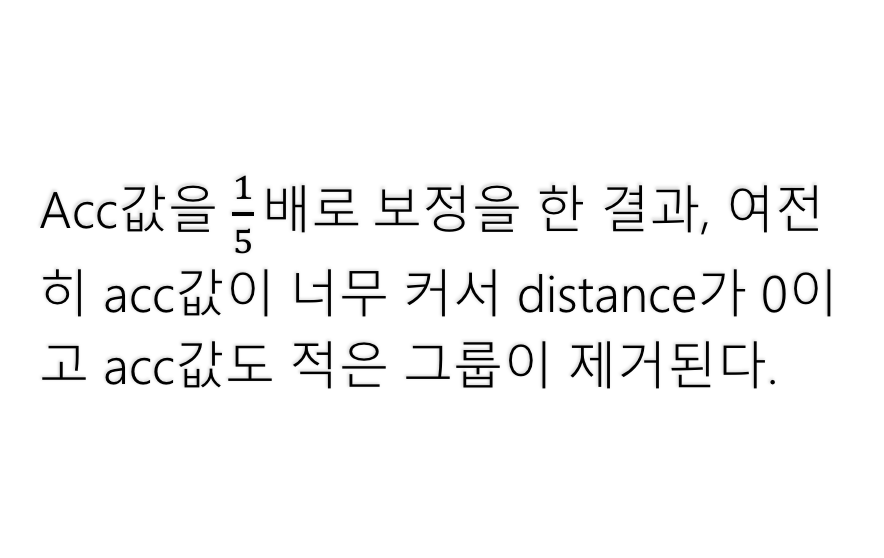 Acc값을 1/5배로 보정을 한 결과, 여전
히 acc값이 너무 커서 distance가 0이
고 acc값도 적은 그룹이 제거된다.